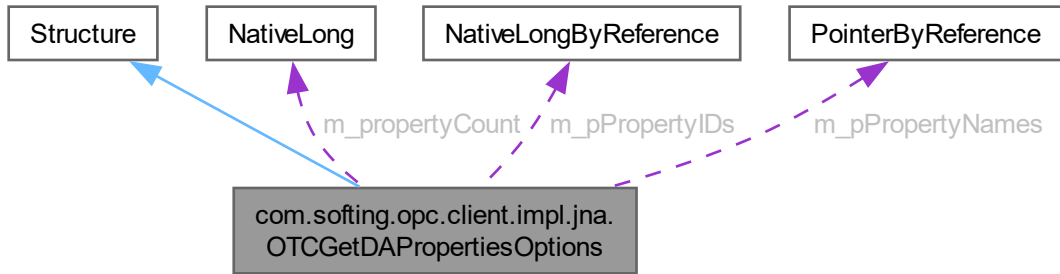 Structure
NativeLong
NativeLongByReference
PointerByReference
m_propertyCount
m_pPropertyIDs
m_pPropertyNames
com.softing.opc.client.impl.jna.
OTCGetDAPropertiesOptions